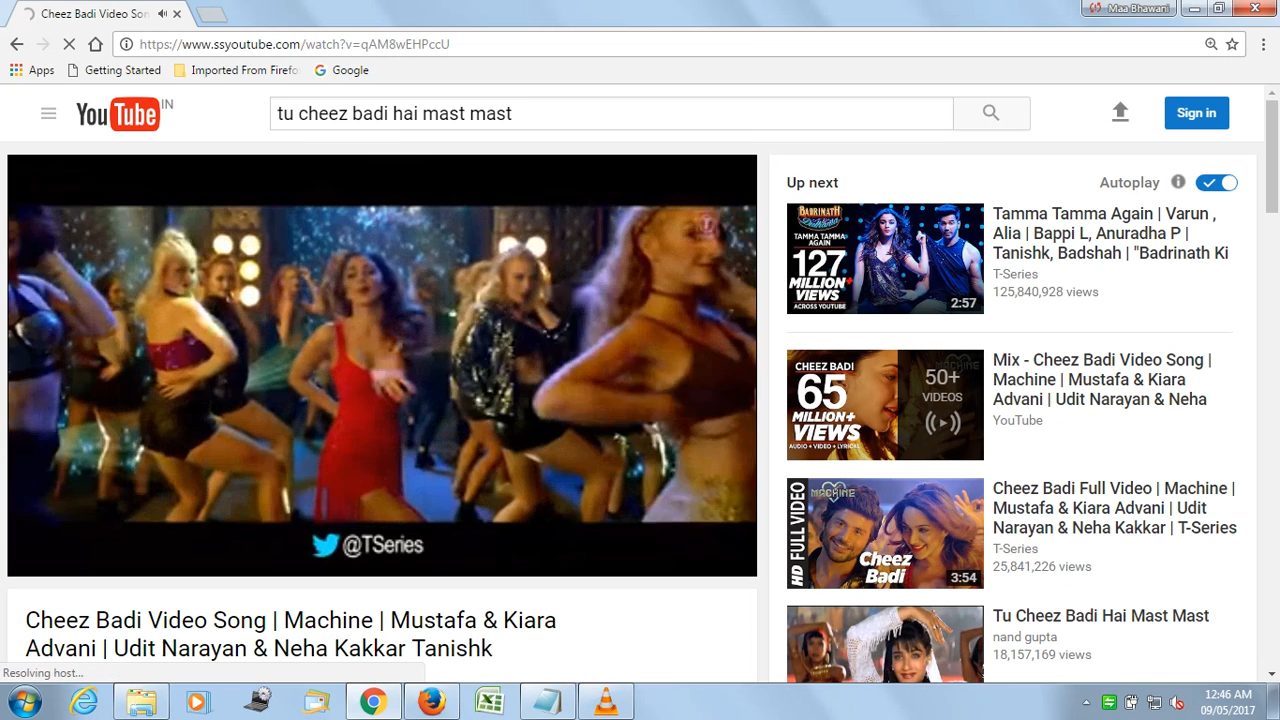 Cheez Badi Video Son
Maa Bhawani
https://www.ssyoutube.com/watch?v=qAM8wEHPccU
Apps
Getting Started
Imported From Firefo
Google
YouTube IN
tu cheez badi hai mast mast
Sign in
@TSeries
Cheez Badi Video Song | Machine | Mustafa & Kiara
Advani | Udit Narayan & Neha Kakkar Tanishk
Up next
Autoplay
BADRINATH
TAMMA TAMMA
AGAIN
127
MILLION+
VIEWS
ACROSS YOUTUBE
2:57
Tamma Tamma Again | Varun ,
Alia | Bappi L, Anuradha P |
Tanishk, Badshah | "Badrinath Ki
T-Series
125,840,928 views
CHEEZ BADI
65
MILLION+
VIEWS
AUDIO + VIDEO + LYRICAL
MACHINE
50+
VIDEOS
Mix - Cheez Badi Video Song |
Machine | Mustafa & Kiara
Advani | Udit Narayan & Neha
YouTube
HD FULL VIDEO
MACHINE
Cheez
Badi
3:54
Cheez Badi Full Video | Machine |
Mustafa & Kiara Advani | Udit
Narayan & Neha Kakkar | T-Series
T-Series
25,841,226 views
Tu Cheez Badi Hai Mast Mast
nand gupta
18,157,169 views
Resolving host...
12:46 AM
09/05/2017